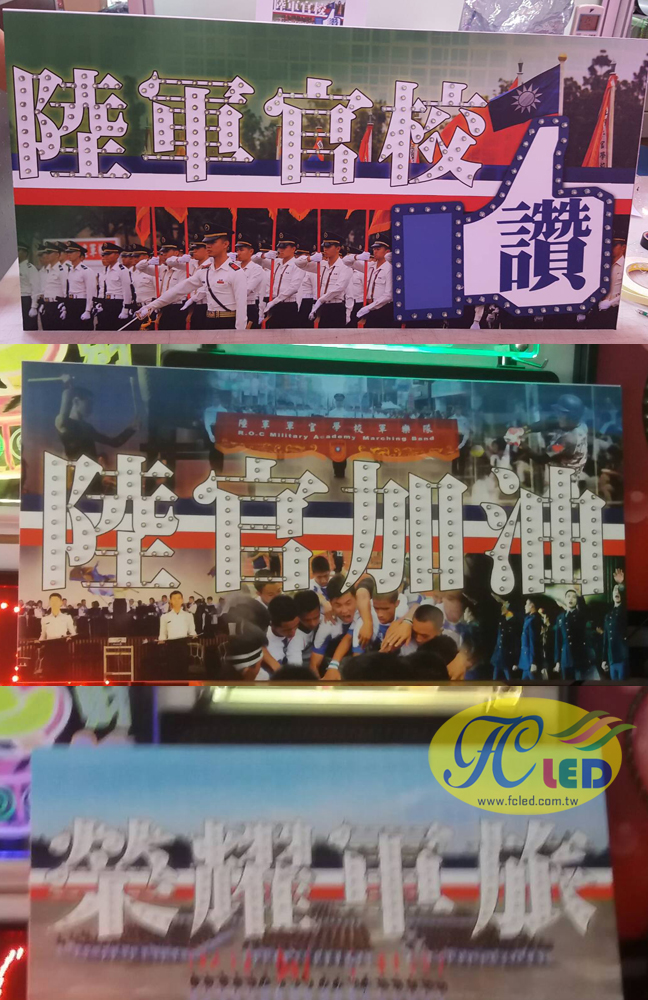 陸軍官校
讚
陸軍軍官學校軍樂隊
R.O.C Military Academy Marching Band
陸官加油
FC LED
www.fcled.com.tw
榮耀軍旅